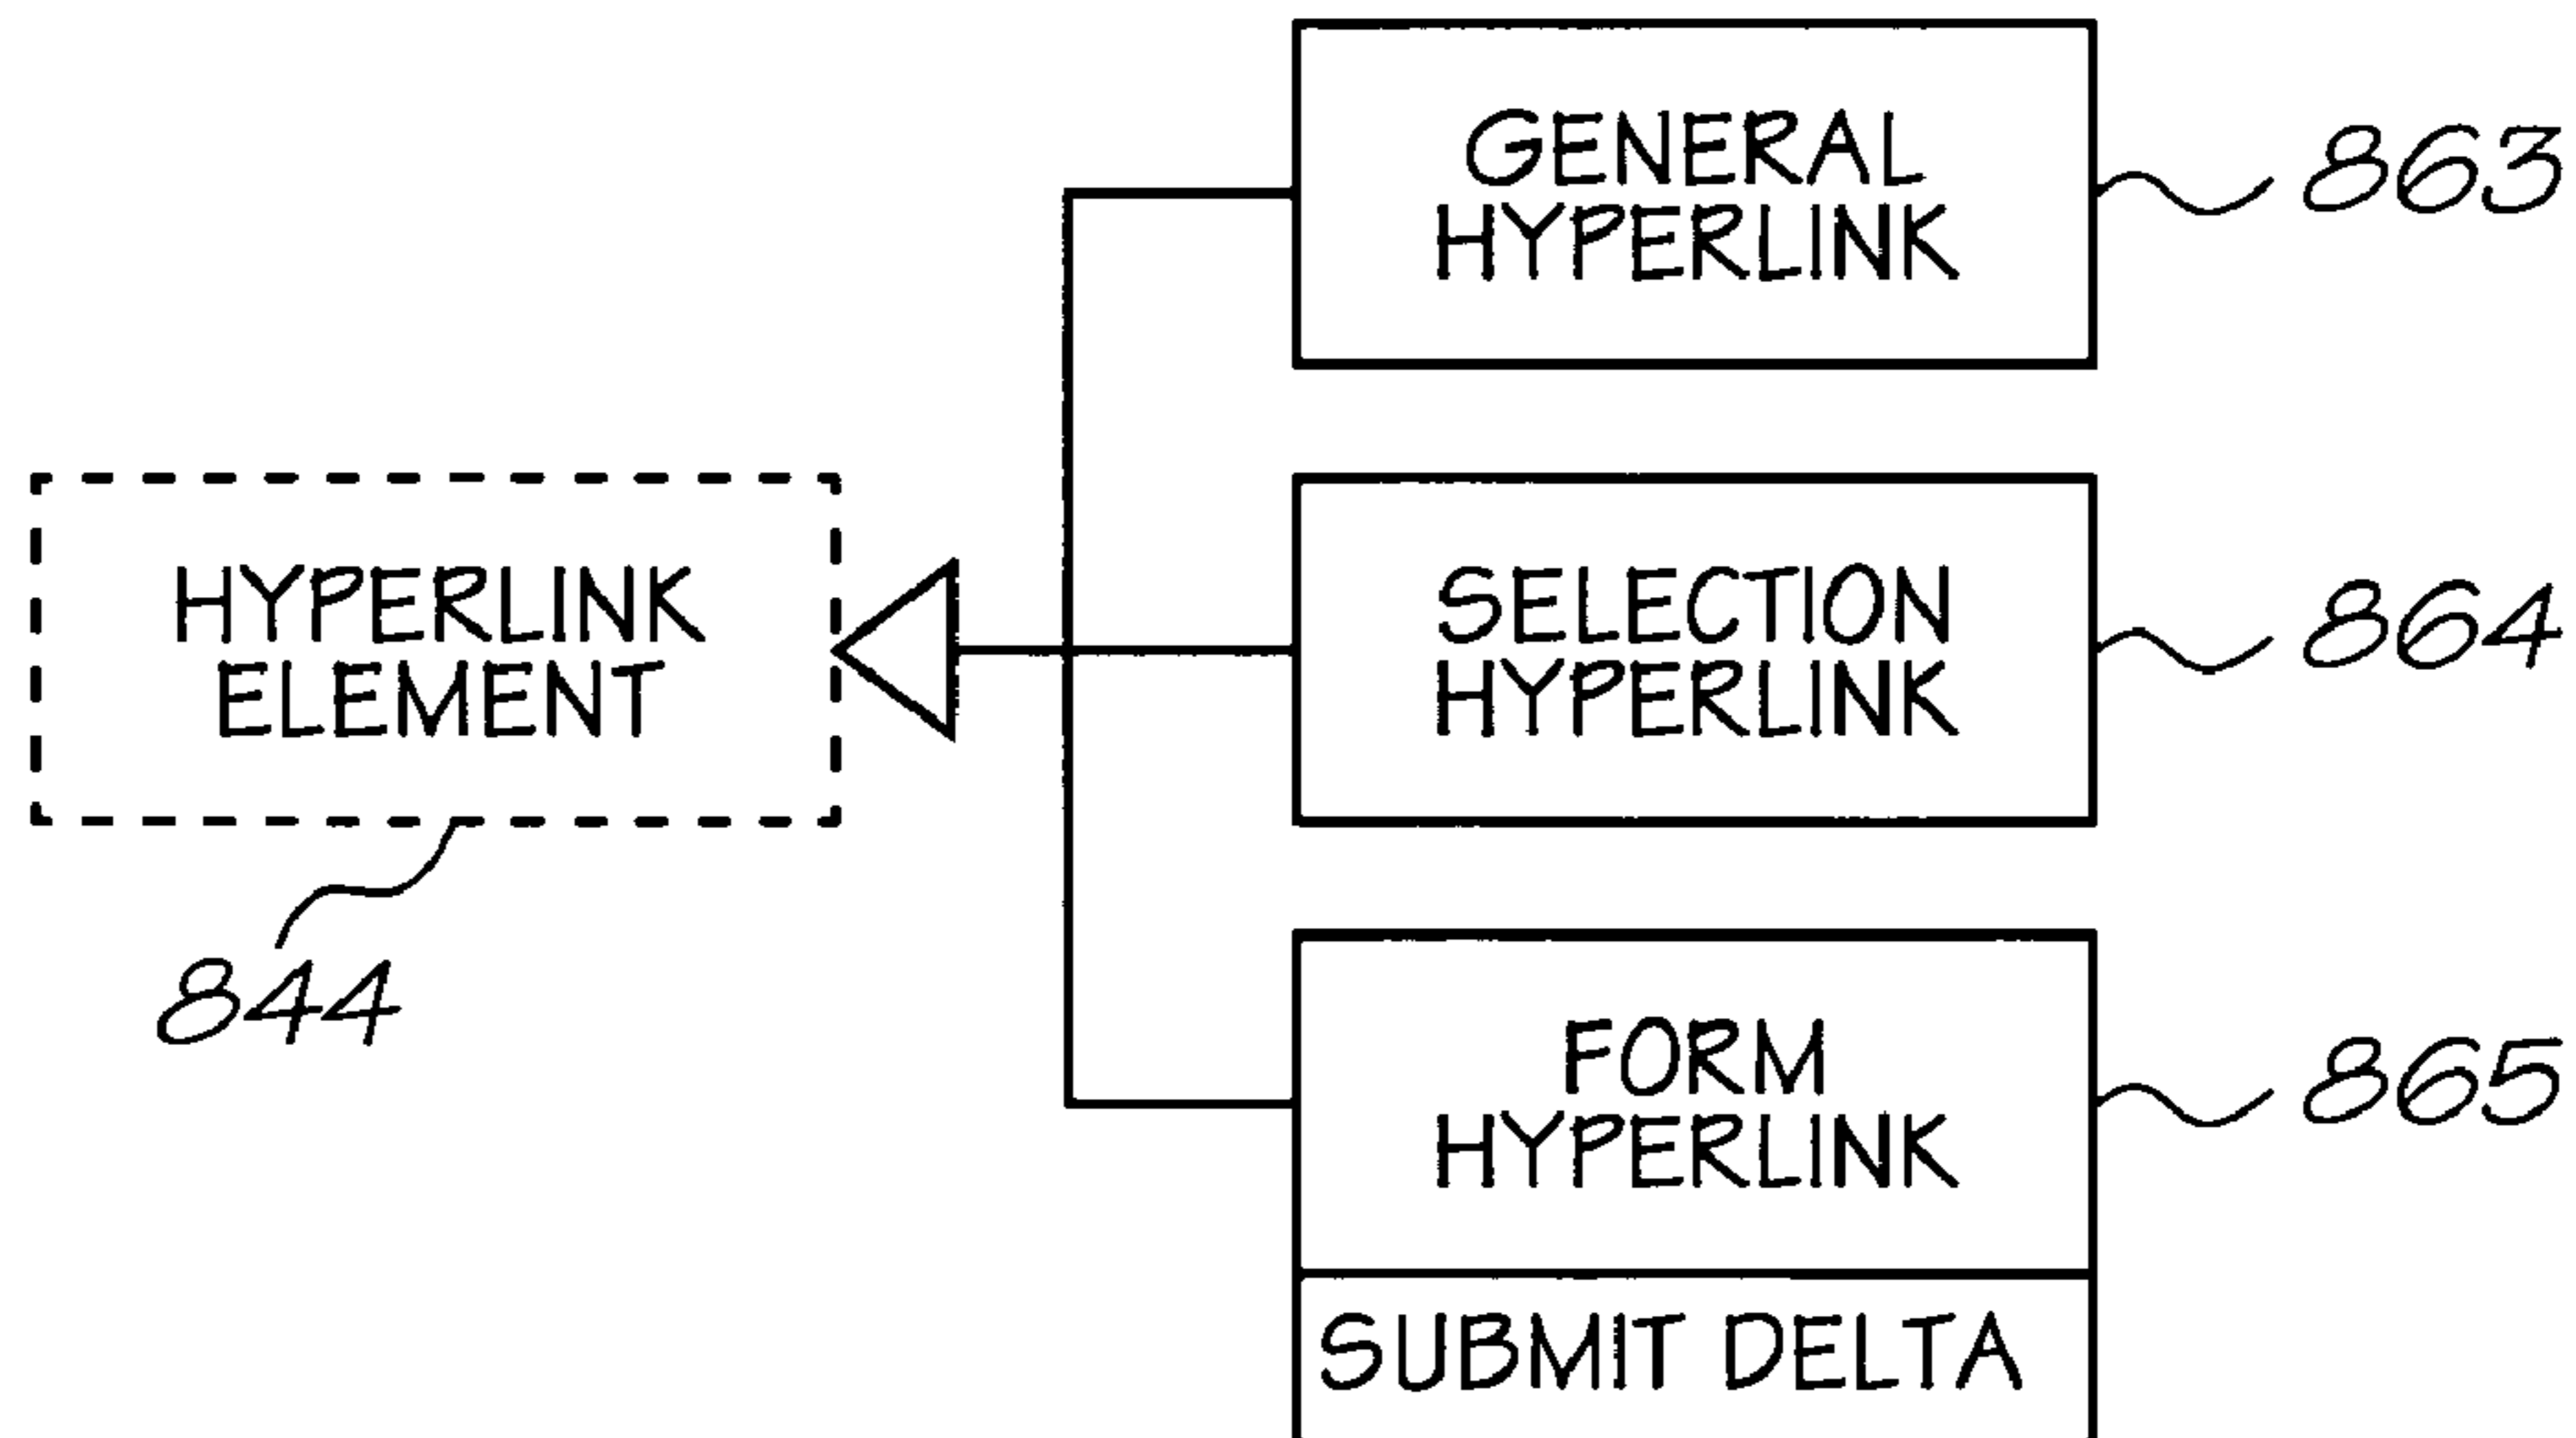 GENERAL
HYPERLINK
863
HYPERLINK
ELEMENT
844
SELECTION
HYPERLINK
864
FORM
HYPERLINK
865
SUBMIT DELTA